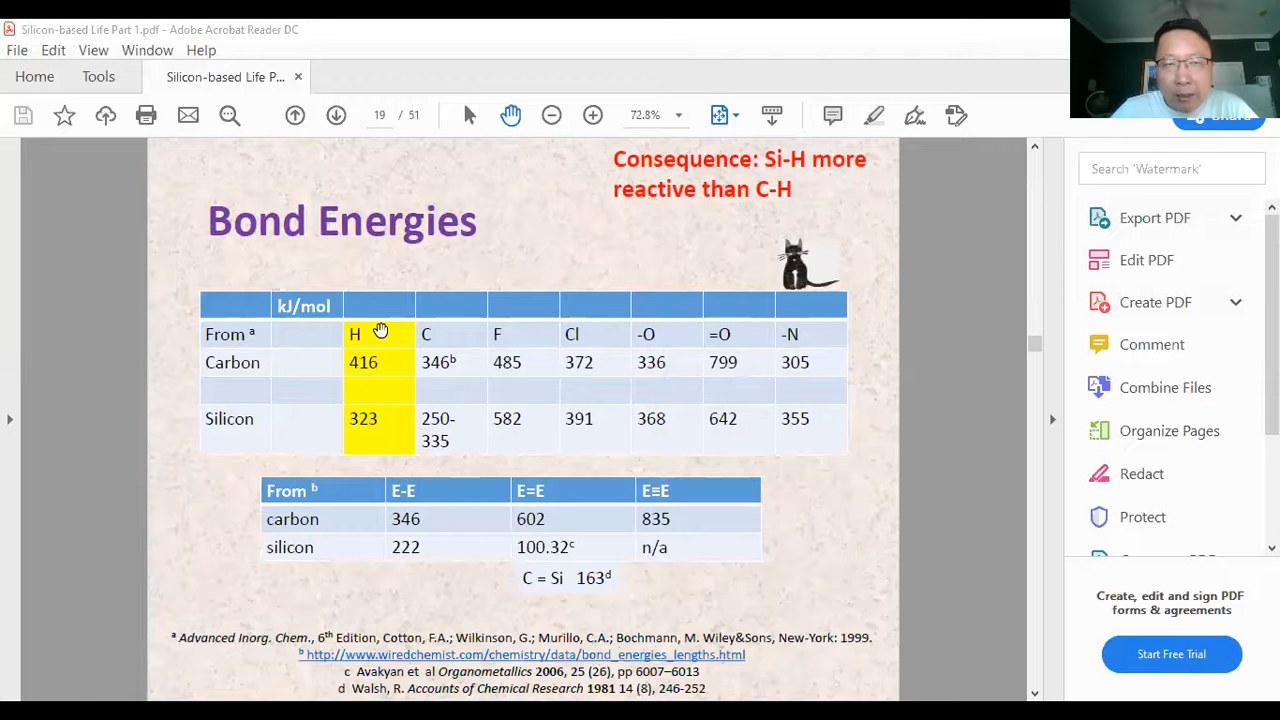 Silicon-based Life Part 1.pdf - Adobe Acrobat Reader DC
File Edit View Window Help
Home Tools Silicon-based Life P... ×
19 / 51 72.8%
Consequence: Si-H more
reactive than C-H
Bond Energies
kJ/mol
From ª H C F Cl -O =O -N
Carbon 416 346ᵇ 485 372 336 799 305
Silicon 323 250- 582 391 368 642 355
335
From ᵇ E-E E=E E≡E
carbon 346 602 835
silicon 222 100.32ᶜ n/a
C = Si 163ᵈ
ª Advanced Inorg. Chem., 6th Edition, Cotton, F.A.; Wilkinson, G.; Murillo, C.A.; Bochmann, M. Wiley&Sons, New-York: 1999.
ᵇ http://www.wiredchemist.com/chemistry/data/bond_energies_lengths.html
c Avakyan et al Organometallics 2006, 25 (26), pp 6007–6013
d Walsh, R. Accounts of Chemical Research 1981 14 (8), 246-252
Search 'Watermark'
Export PDF
Edit PDF
Create PDF
Comment
Combine Files
Organize Pages
Redact
Protect
Create, edit and sign PDF
forms & agreements
Start Free Trial